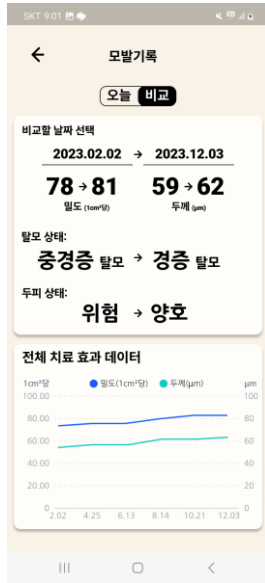 SKT 9:01
모발기록
오늘 비교
비교할 날짜 선택
2023.02.02 → 2023.12.03
78 → 81 59 → 62
밀도 (1cm²당) 두께 (μm)
탈모 상태:
중경증 탈모 → 경증 탈모
두피 상태:
위험 → 양호
전체 치료 효과 데이터
1cm²당 밀도(1cm²당) 두께(μm) μm
100.00 100
80.00 80
60.00 60
40.00 40
20.00 20
0 0
2.02 4.25 6.13 8.14 10.21 12.03